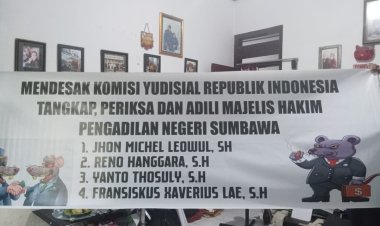 MENDESAK KOMISI YUDISIAL REPUBLIK INDONESIA
TANGKAP, PERIKSA DAN ADILI MAJELIS HAKIM
PENGADILAN NEGERI SUMBAWA
1. JHON MICHEL LEOWUL, SH
2. RENO HANGGARA, S.H
3. YANTO THOSULY, S.H
4. FRANSISKUS XAVERIUS LAE, S.H